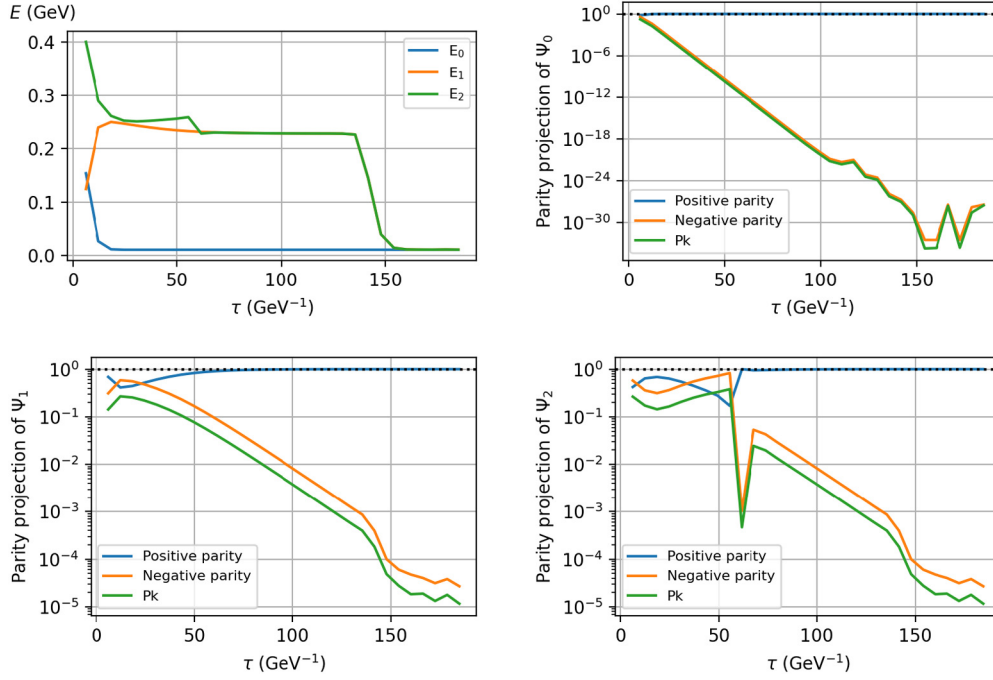 E (GeV)
0.4
0.3
0.2
0.1
0.0
E₀
E₁
E₂
0
50
100
150
τ (GeV⁻¹)
Parity projection of Ψ₀
10⁰
10⁻⁶
10⁻¹²
10⁻¹⁸
10⁻²⁴
10⁻³⁰
Positive parity
Negative parity
Pk
0
50
100
150
τ (GeV⁻¹)
Parity projection of Ψ₁
10⁰
10⁻¹
10⁻²
10⁻³
10⁻⁴
10⁻⁵
Positive parity
Negative parity
Pk
0
50
100
150
τ (GeV⁻¹)
Parity projection of Ψ₂
10⁰
10⁻¹
10⁻²
10⁻³
10⁻⁴
10⁻⁵
Positive parity
Negative parity
Pk
0
50
100
150
τ (GeV⁻¹)